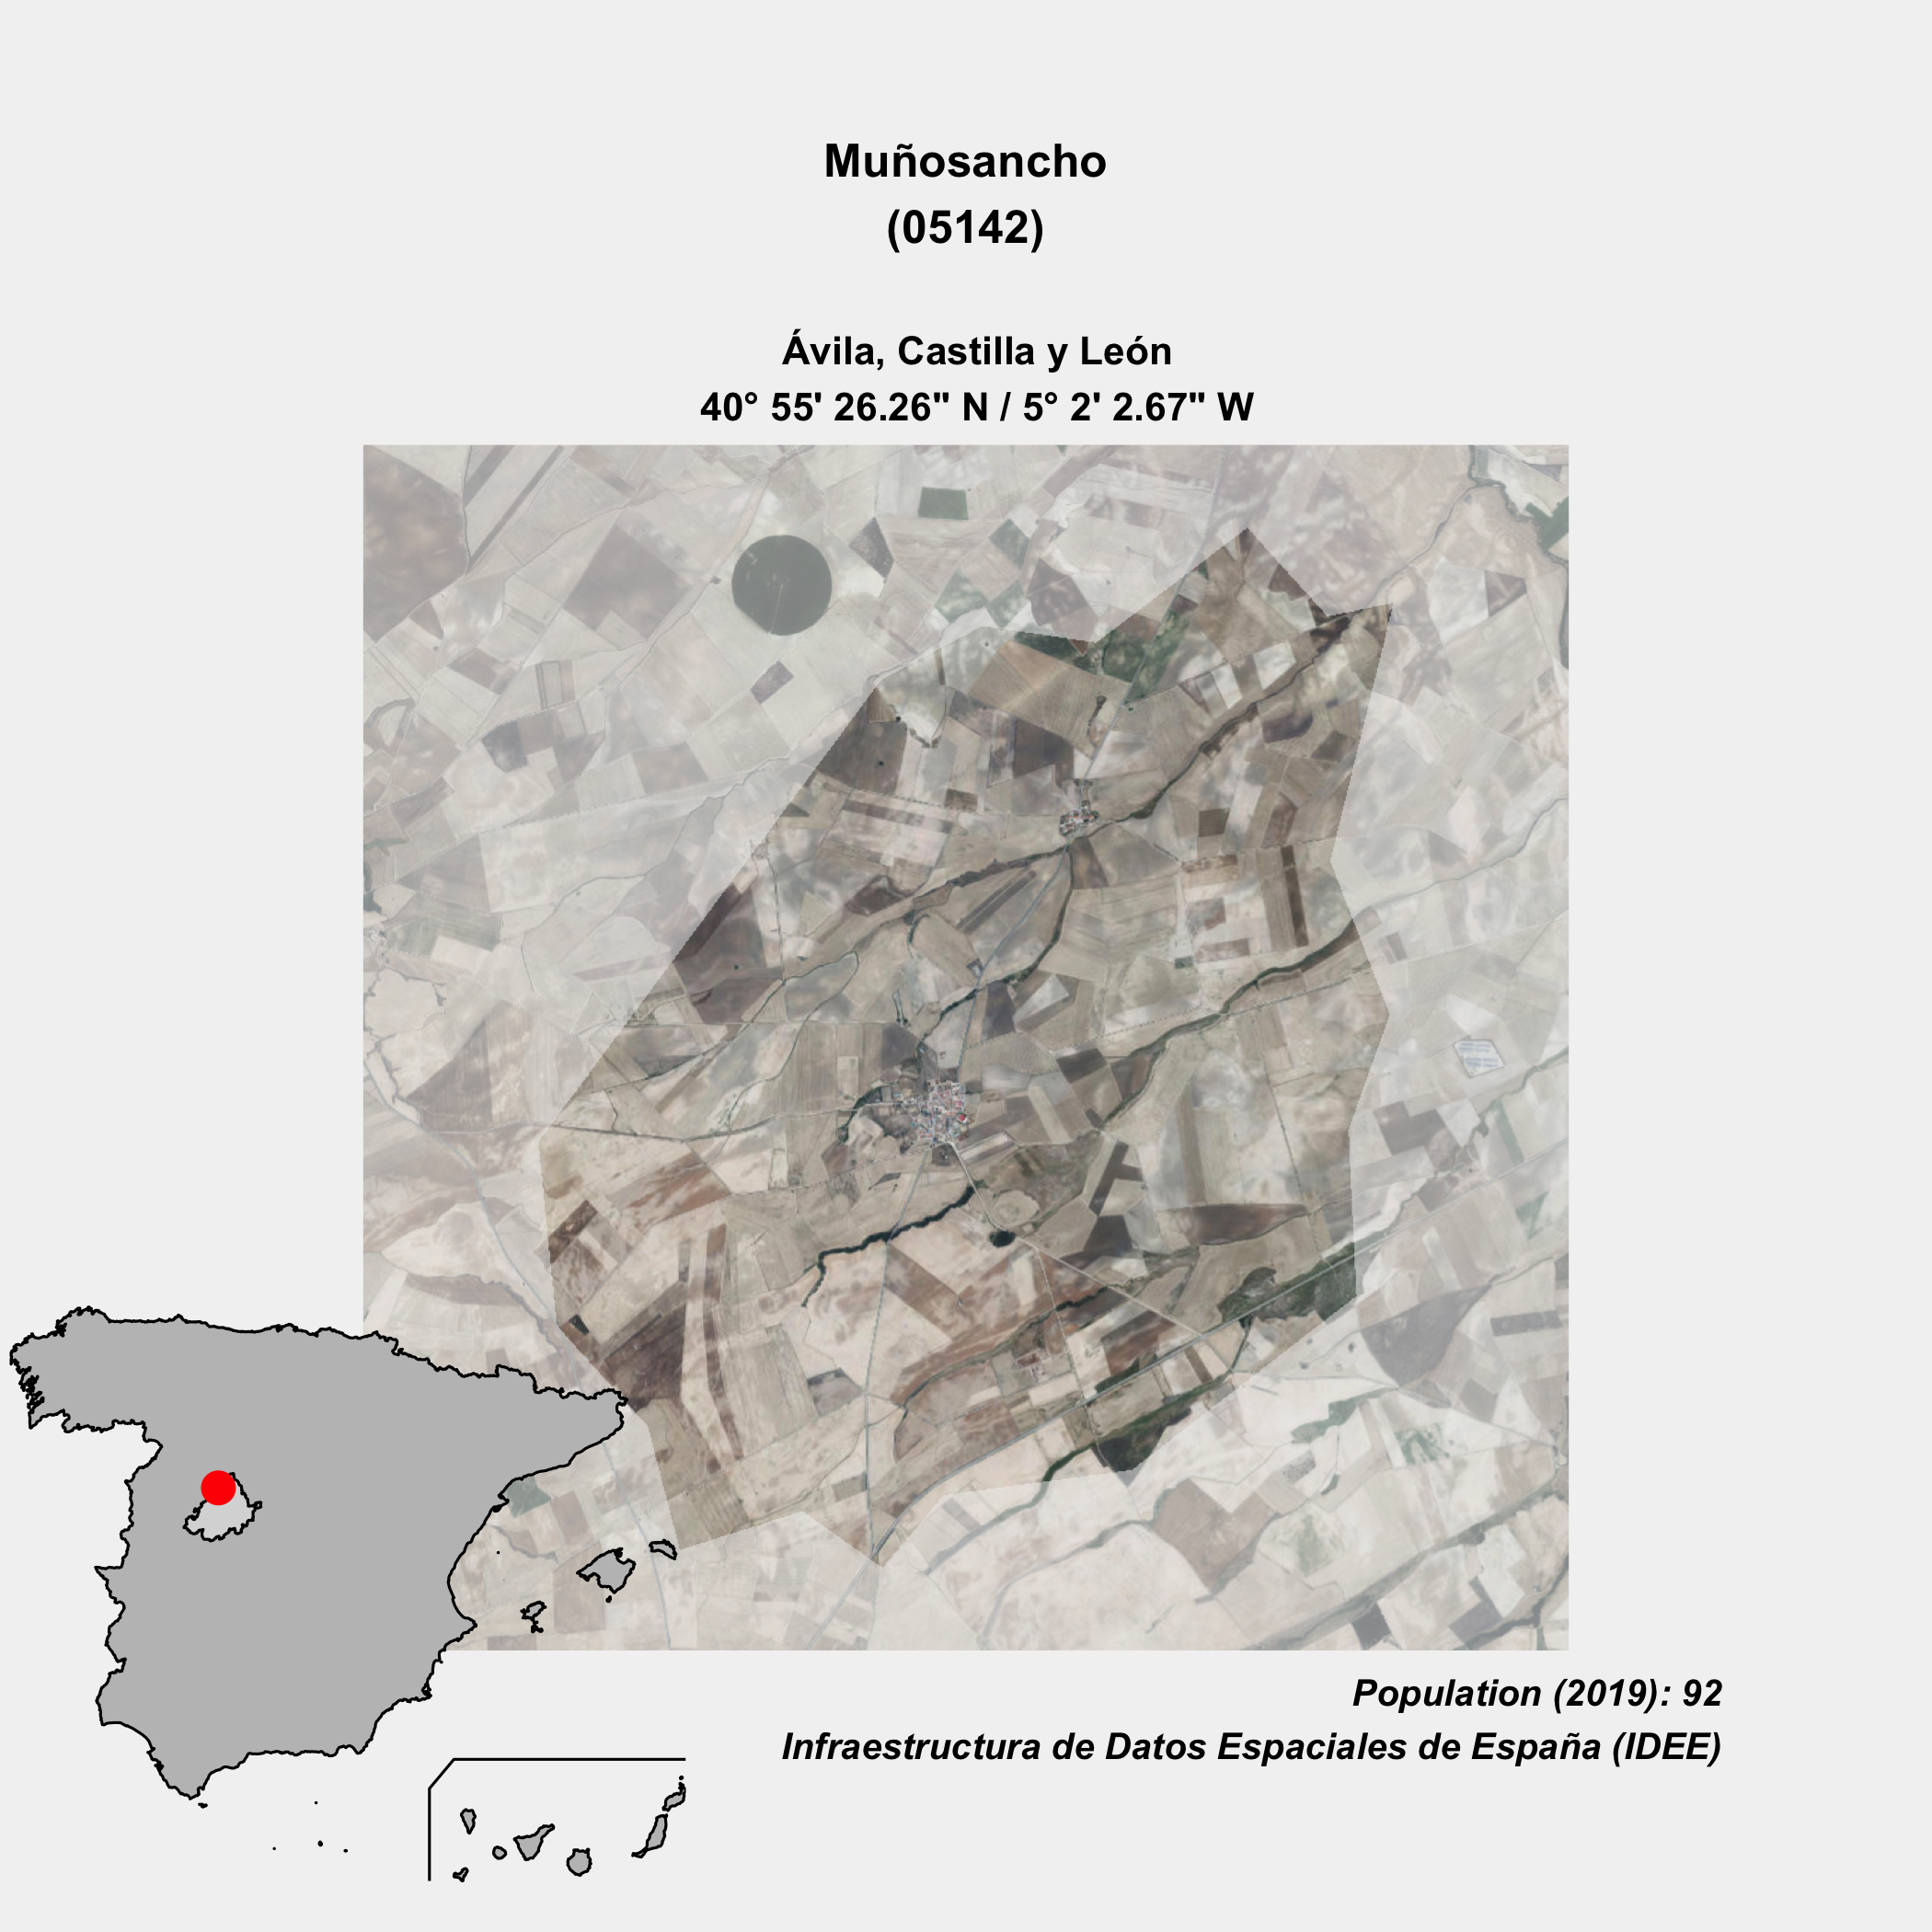 Muñosancho
(05142)
Ávila, Castilla y León
40° 55' 26.26" N / 5° 2' 2.67" W
Population (2019): 92
Infraestructura de Datos Espaciales de España (IDEE)